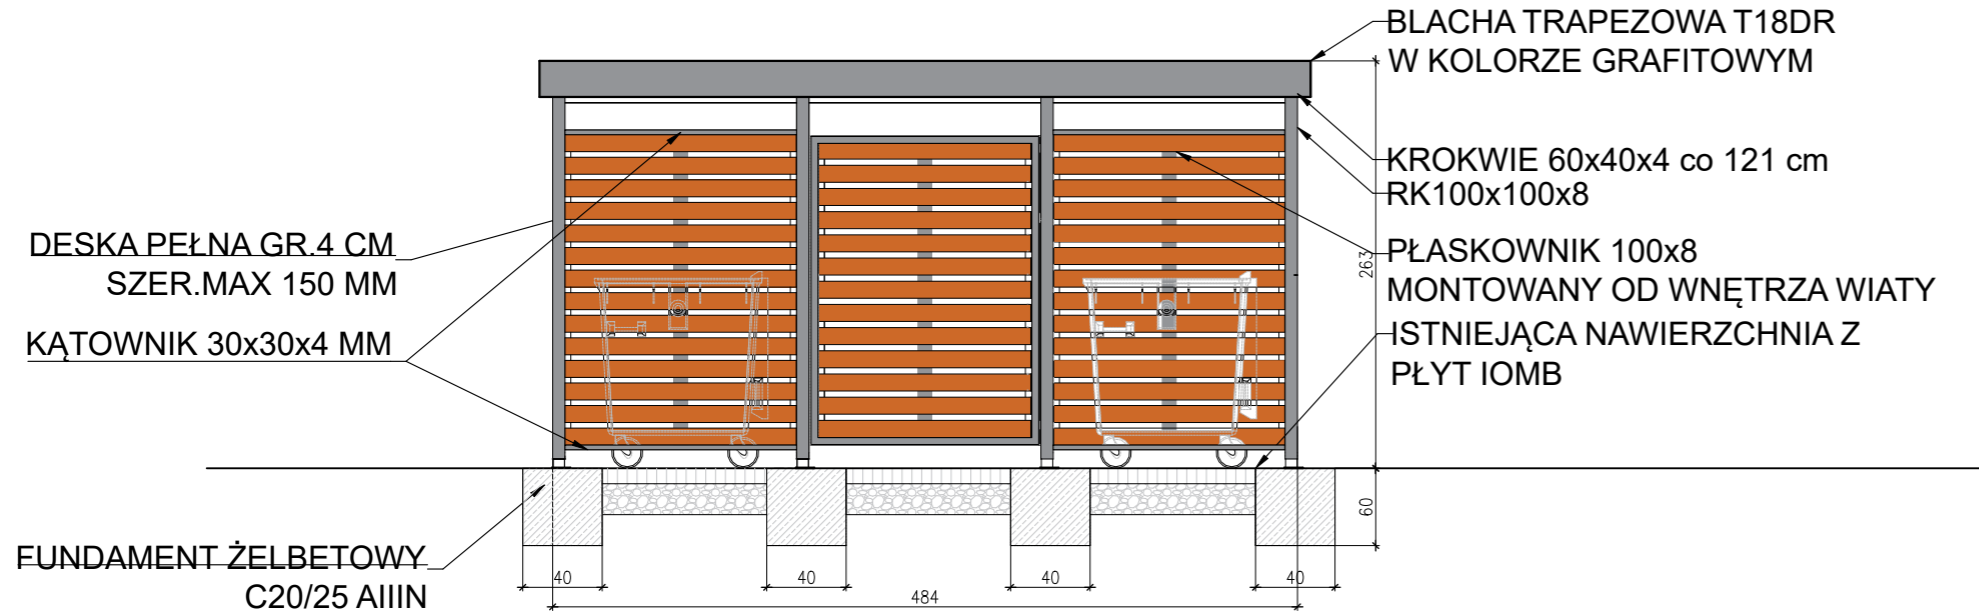 BLACHA TRAPEZOWA T18DR
W KOLORZE GRAFITOWYM
KROKWIE 60x40x4 co 121 cm
RK100x100x8
PŁASKOWNIK 100x8
MONTOWANY OD WNĘTRZA WIATY
ISTNIEJĄCA NAWIERZCHNIA Z
PŁYT IOMB
DESKA PEŁNA GR.4 CM
SZER.MAX 150 MM
KĄTOWNIK 30x30x4 MM
FUNDAMENT ŻELBETOWY
C20/25 AIIIN
263
60
40
40
40
40
484